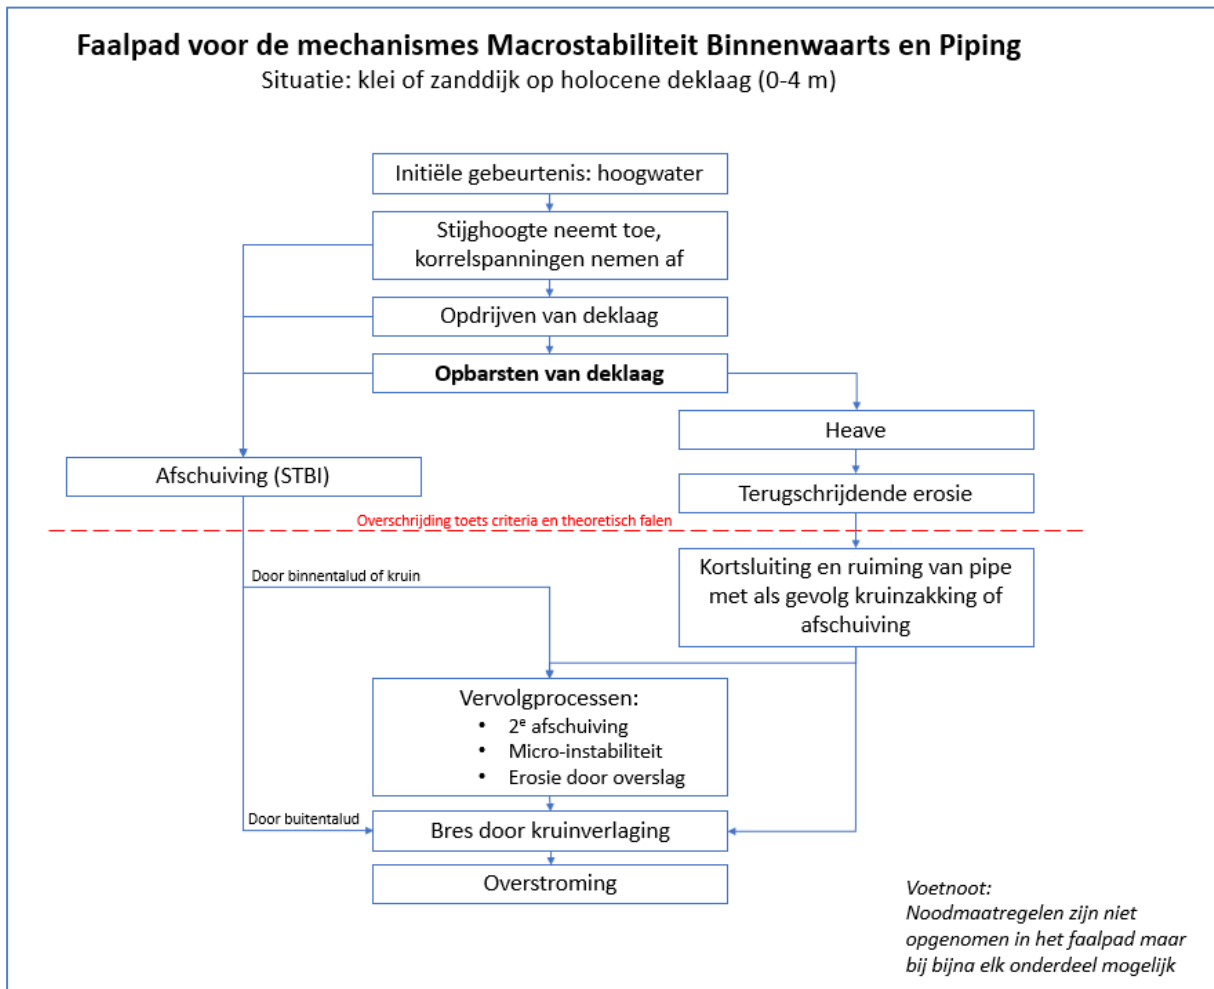 Faalpad voor de mechanismes Macrostabiliteit Binnenwaarts en Piping
Situatie: klei of zanddijk op holocene deklaag (0-4 m)
Initiële gebeurtenis: hoogwater
Stijghoogte neemt toe,
korrelspanningen nemen af
Opdrijven van deklaag
Opbarsten van deklaag
Heave
Afschuiving (STBI)
Terugschrijdende erosie
Overschrijding toets criteria en theoretisch falen
Door binnentalud of kruin
Kortsluiting en ruiming van pipe
met als gevolg kruinzakking of
afschuiving
Vervolgprocessen:
• 2ᵉ afschuiving
• Micro-instabiliteit
• Erosie door overslag
Door buitentalud
Bres door kruinverlaging
Overstroming
Voetnoot:
Noodmaatregelen zijn niet
opgenomen in het faalpad maar
bij bijna elk onderdeel mogelijk